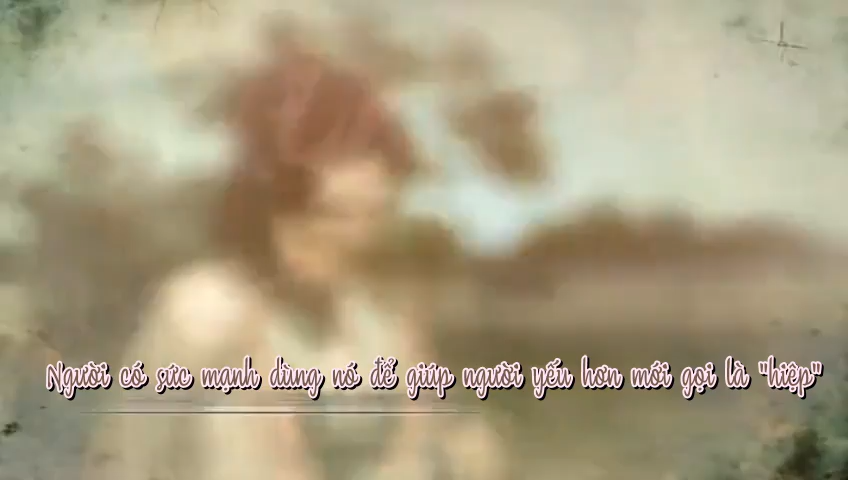 Người có sức mạnh dùng nó để giúp người yếu hơn mới gọi là "hiệp"